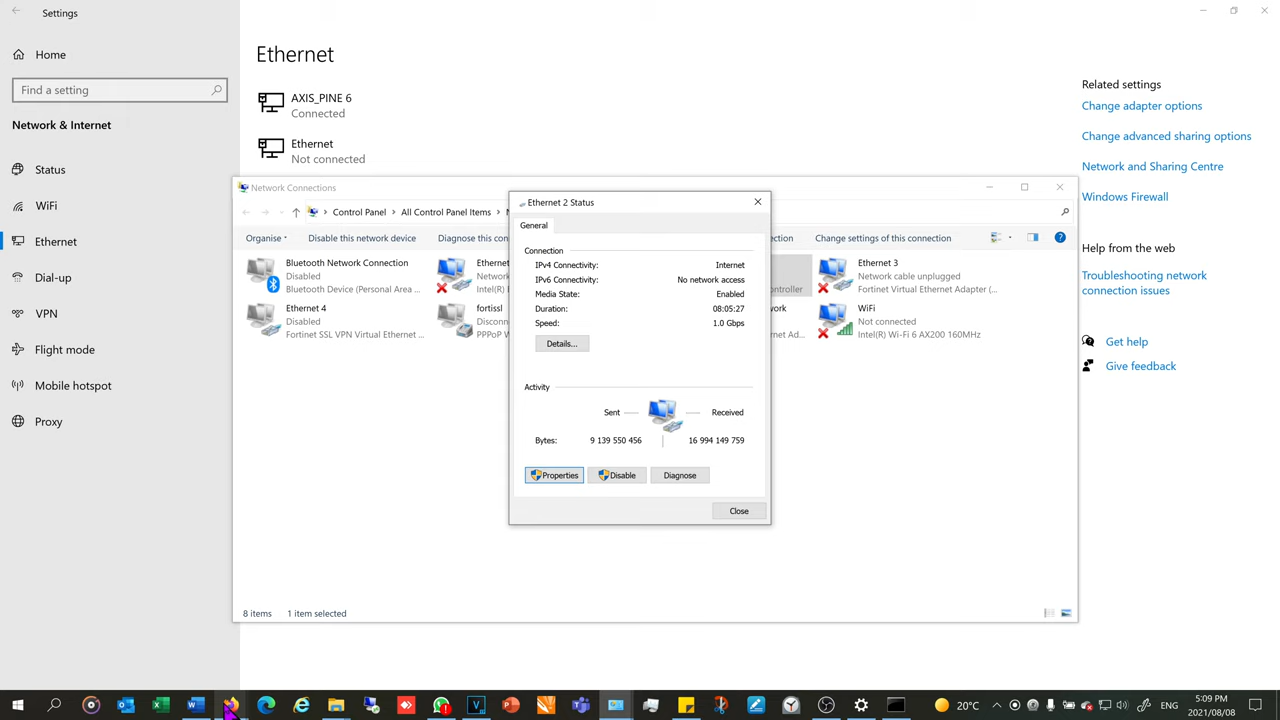 Settings
Home
Find a setting
Network & Internet
Status
WiFi
Ethernet
Dial-up
VPN
Flight mode
Mobile hotspot
Proxy
Ethernet
AXIS_PINE 6
Connected
Ethernet
Not connected
Related settings
Change adapter options
Change advanced sharing options
Network and Sharing Centre
Windows Firewall
Help from the web
Troubleshooting network
connection issues
Get help
Give feedback
Network Connections
Control Panel > All Control Panel Items >
Organise Disable this network device Diagnose this con
Change settings of this connection
Bluetooth Network Connection
Disabled
Bluetooth Device (Personal Area ...
Ethernet 4
Disabled
Fortinet SSL VPN Virtual Ethernet ...
Ethernet
Network
Intel(R)
fortissl
Disconn
PPPoP W
Ethernet 3
Network cable unplugged
Fortinet Virtual Ethernet Adapter (...
WiFi
Not connected
Intel(R) Wi-Fi 6 AX200 160MHz
8 items 1 item selected
Ethernet 2 Status
General
Connection
IPv4 Connectivity: Internet
IPv6 Connectivity: No network access
Media State: Enabled
Duration: 08:05:27
Speed: 1.0 Gbps
Details...
Activity
Sent Received
Bytes: 9 139 550 456 16 994 149 759
Properties Disable Diagnose
Close
20°C ENG 5:09 PM
2021/08/08